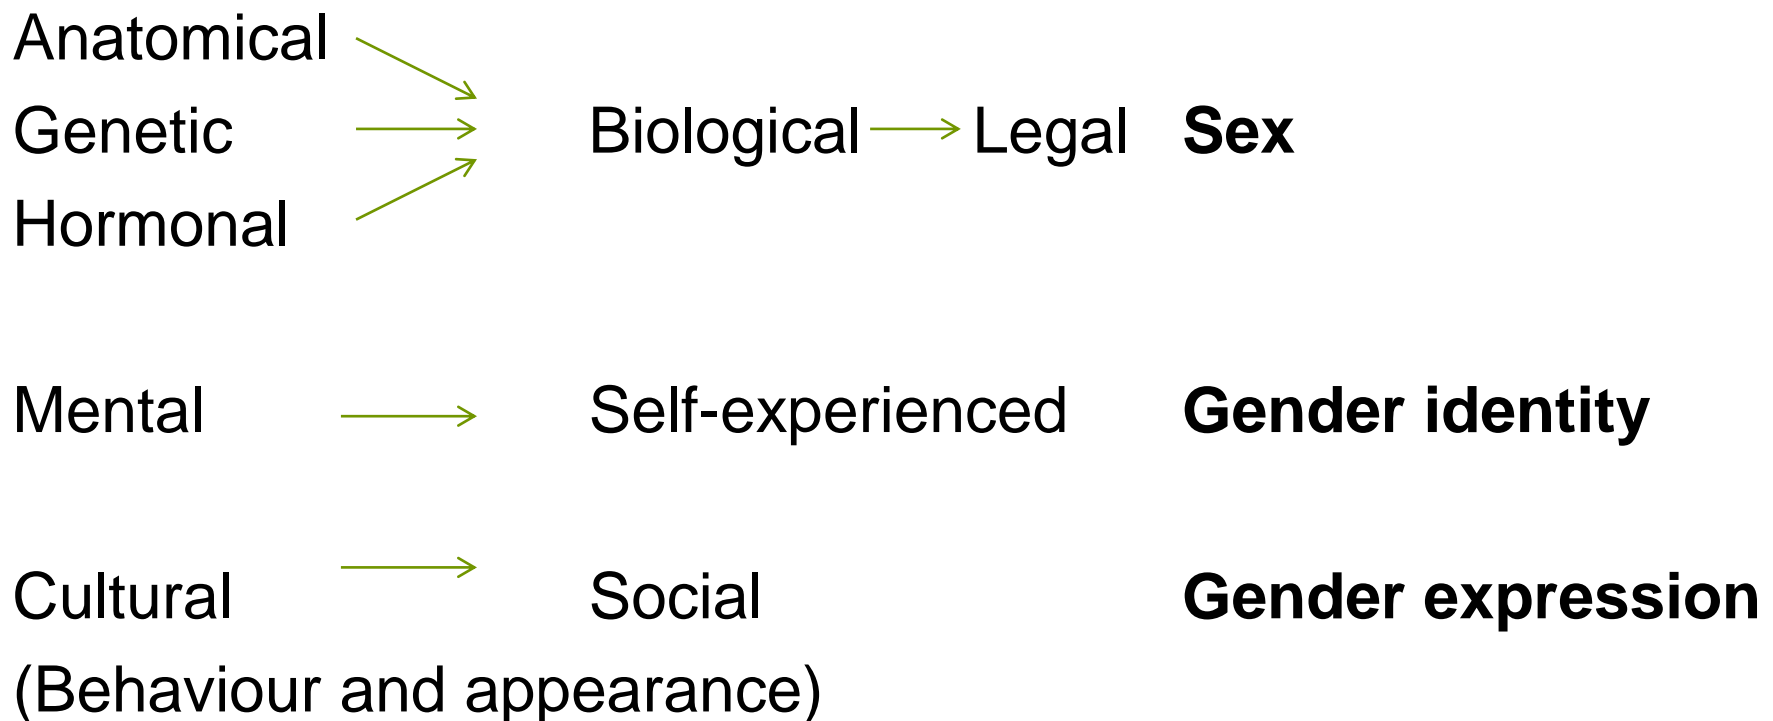 Anatomical
Genetic Biological Legal Sex
Hormonal
Mental Self-experienced Gender identity
Cultural Social Gender expression
(Behaviour and appearance)